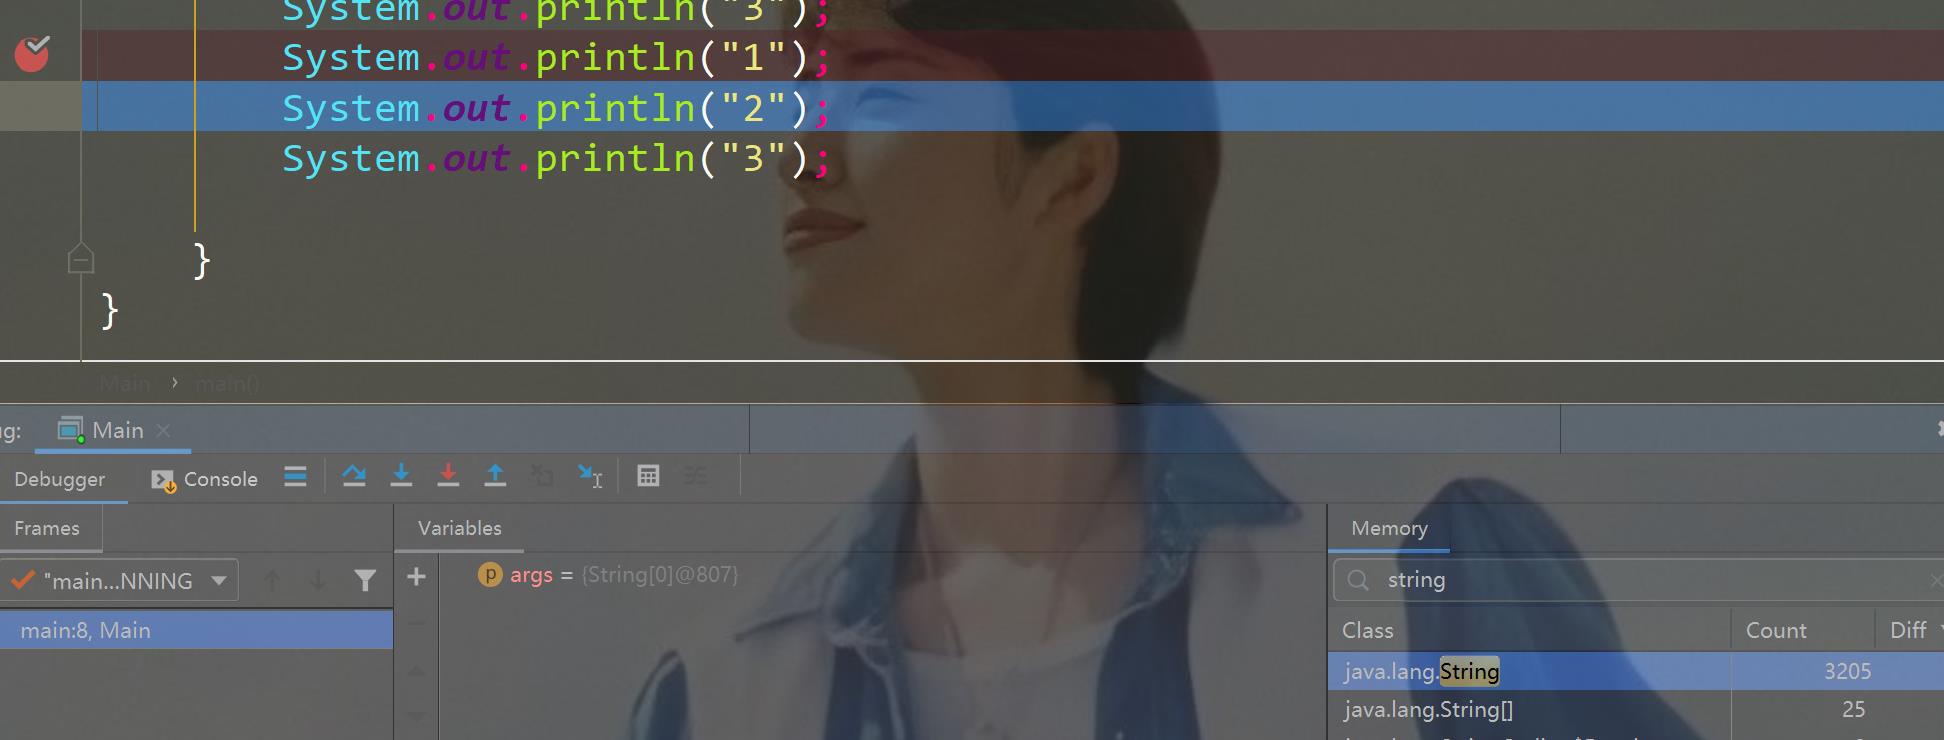 System.out.println("3");
System.out.println("1");
System.out.println("2");
System.out.println("3");
}
}
Main › main()
ug: Main
Debugger Console
Frames Variables Memory
"main...NNING
p args = {String[0]@807}
string
main:8, Main
Class Count Diff
java.lang.String 3205
java.lang.String[] 25